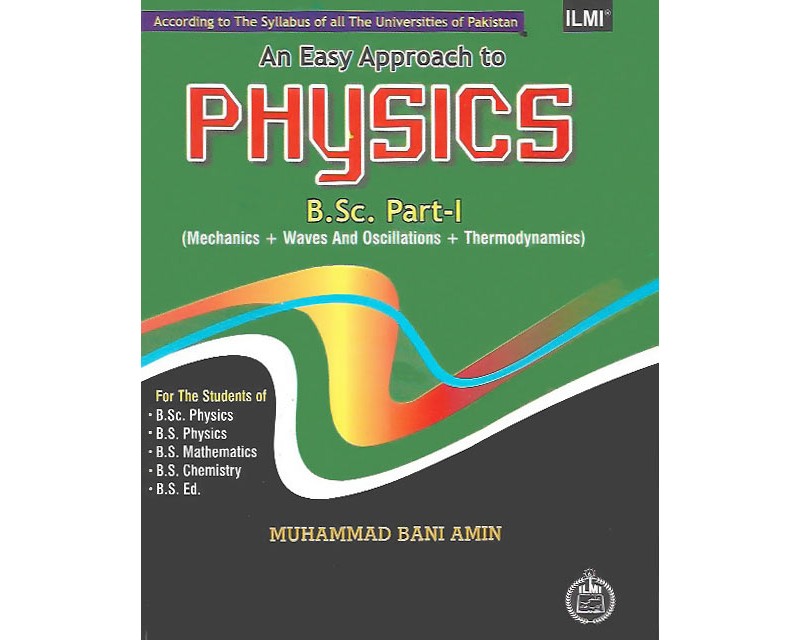 According to The Syllabus of all The Universities of Pakistan
ILMI®
An Easy Approach to
PHYSICS
B.Sc. Part-I
(Mechanics + Waves And Oscillations + Thermodynamics)
For The Students of
• B.Sc. Physics
• B.S. Physics
• B.S. Mathematics
• B.S. Chemistry
• B.S. Ed.
MUHAMMAD BANI AMIN
ILMI